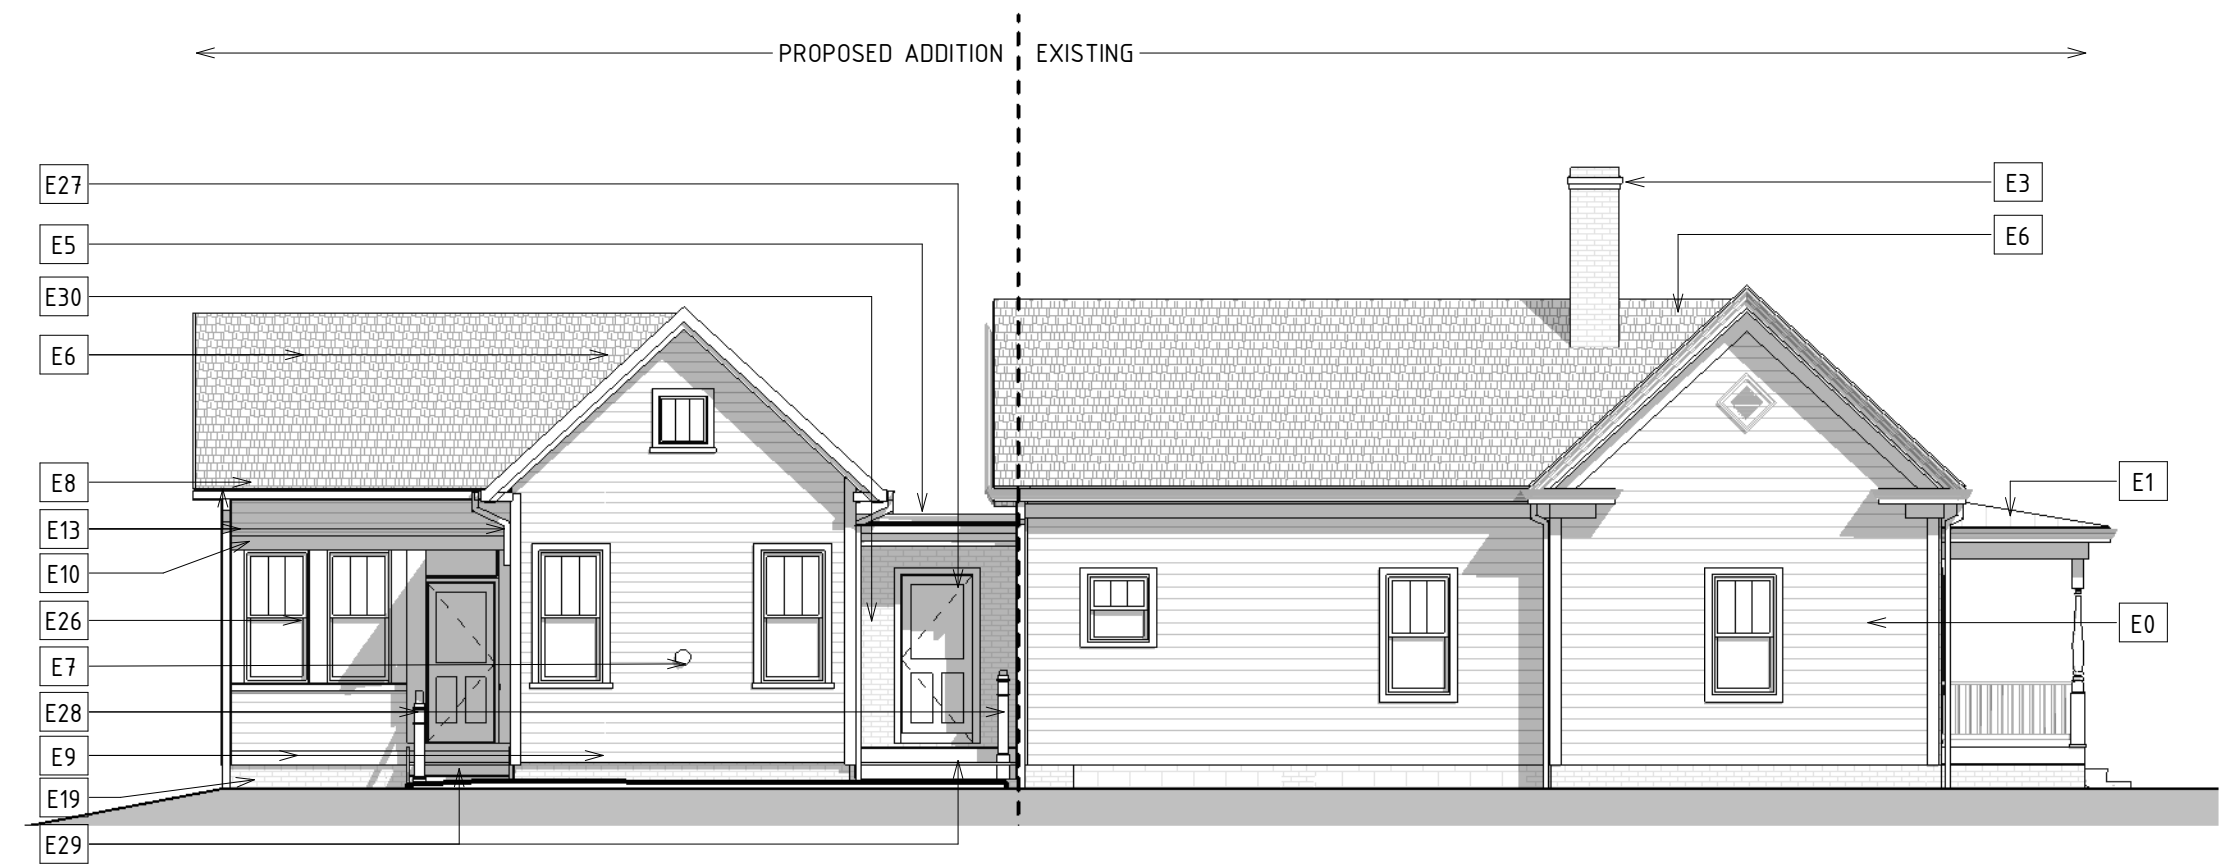 PROPOSED ADDITION
EXISTING
E27
E5
E30
E6
E8
E13
E10
E26
E7
E28
E9
E19
E29
E3
E6
E1
E0